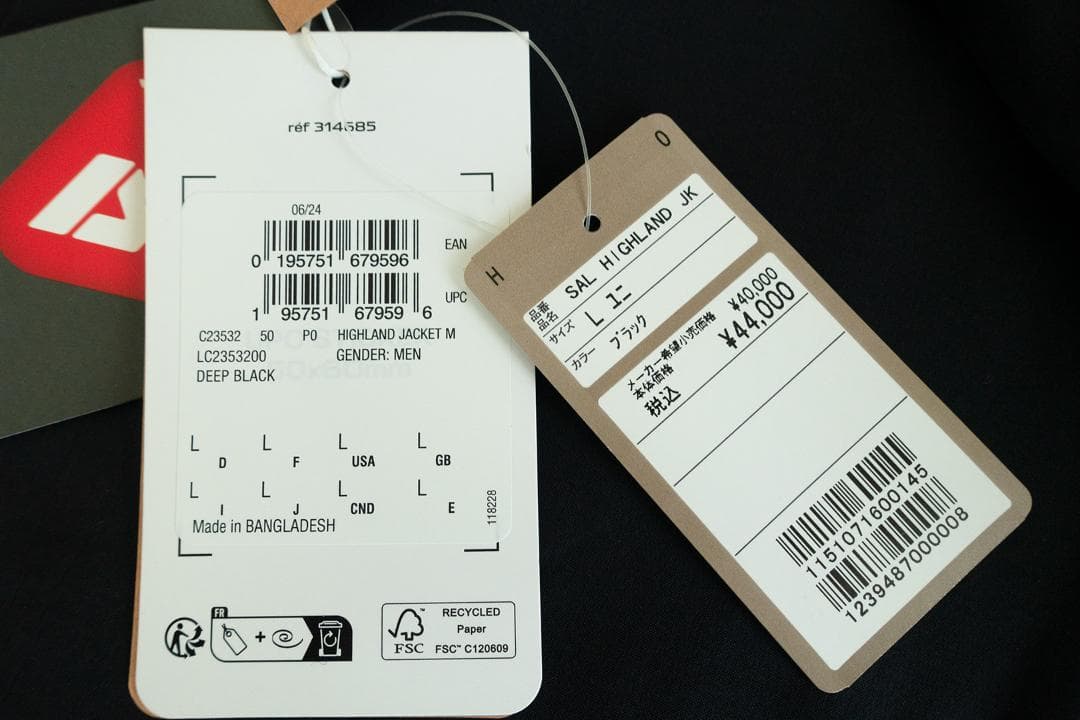 réf 314685
06/24
0 195751 679596
EAN
1 95751 67959 6
UPC
C23532 50 P0 HIGHLAND JACKET M
LC2353200 GENDER: MEN
DEEP BLACK
L L L L
D F USA GB
L L L L
I J CND E
Made in BANGLADESH
118228
FR
RECYCLED
Paper
FSC™ C120609
FSC
O
H
品番
品名
SAL HIGHLAND JK
サイズ L ユニ
カラー ブラック
メーカー希望小売価格
本体価格 ¥40,000
税込 ¥44,000
1151071600145
1239487000008